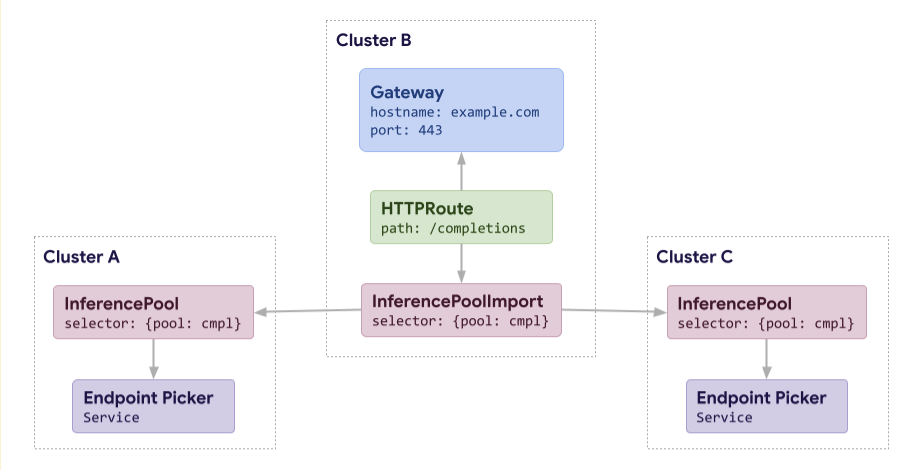 Cluster B
Gateway
hostname: example.com
port: 443
HTTPRoute
path: /completions
InferencePoolImport
selector: {pool: cmpl}
Cluster A
InferencePool
selector: {pool: cmpl}
Endpoint Picker
Service
Cluster C
InferencePool
selector: {pool: cmpl}
Endpoint Picker
Service